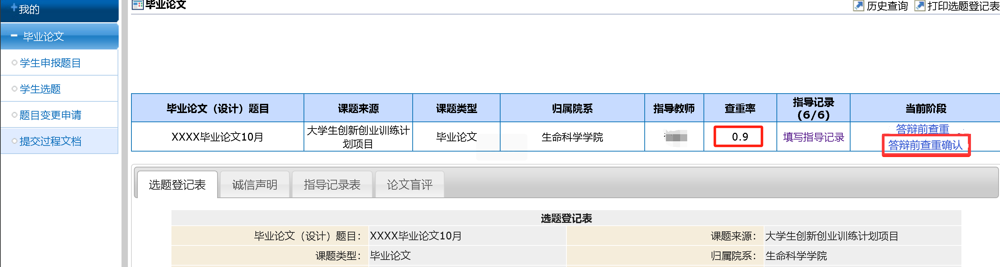 我的
毕业论文
学生申报题目
学生选题
题目变更申请
提交过程文档
毕业论文
历史查询 打印选题登记表
毕业论文（设计）题目 课题来源 课题类型 归属院系 指导教师 查重率 指导记录 当前阶段
(6/6)
XXXX毕业论文10月 大学生创新创业训练计 毕业论文 生命科学学院 0.9 填写指导记录 答辩前查重
划项目 答辩前查重确认
选题登记表 诚信声明 指导记录表 论文盲评
选题登记表
毕业论文（设计）题目： XXXX毕业论文10月 课题来源： 大学生创新创业训练计划项目
课题类型： 毕业论文 归属院系： 生命科学学院